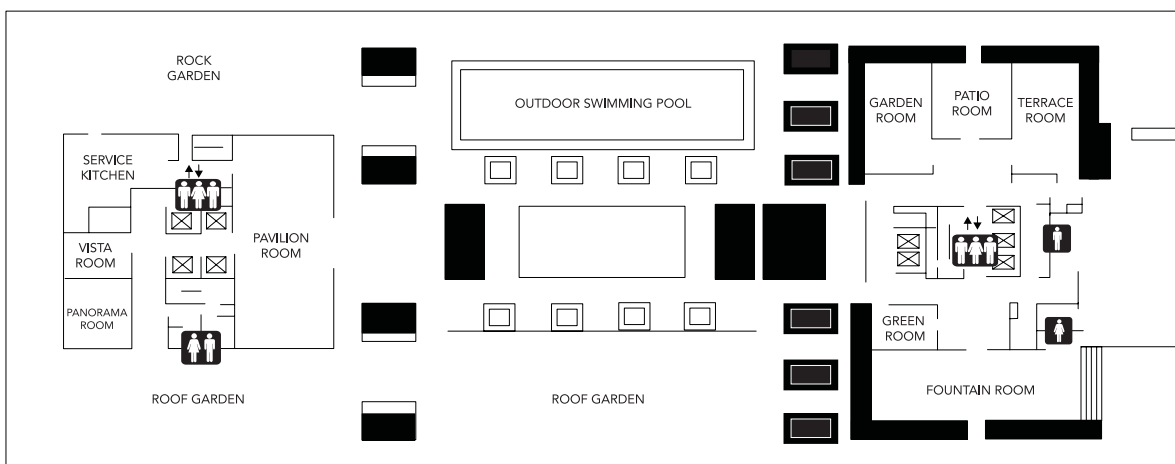 ROCK
GARDEN
OUTDOOR SWIMMING POOL
GARDEN
ROOM
PATIO
ROOM
TERRACE
ROOM
SERVICE
KITCHEN
VISTA
ROOM
PAVILION
ROOM
PANORAMA
ROOM
GREEN
ROOM
FOUNTAIN ROOM
ROOF GARDEN
ROOF GARDEN